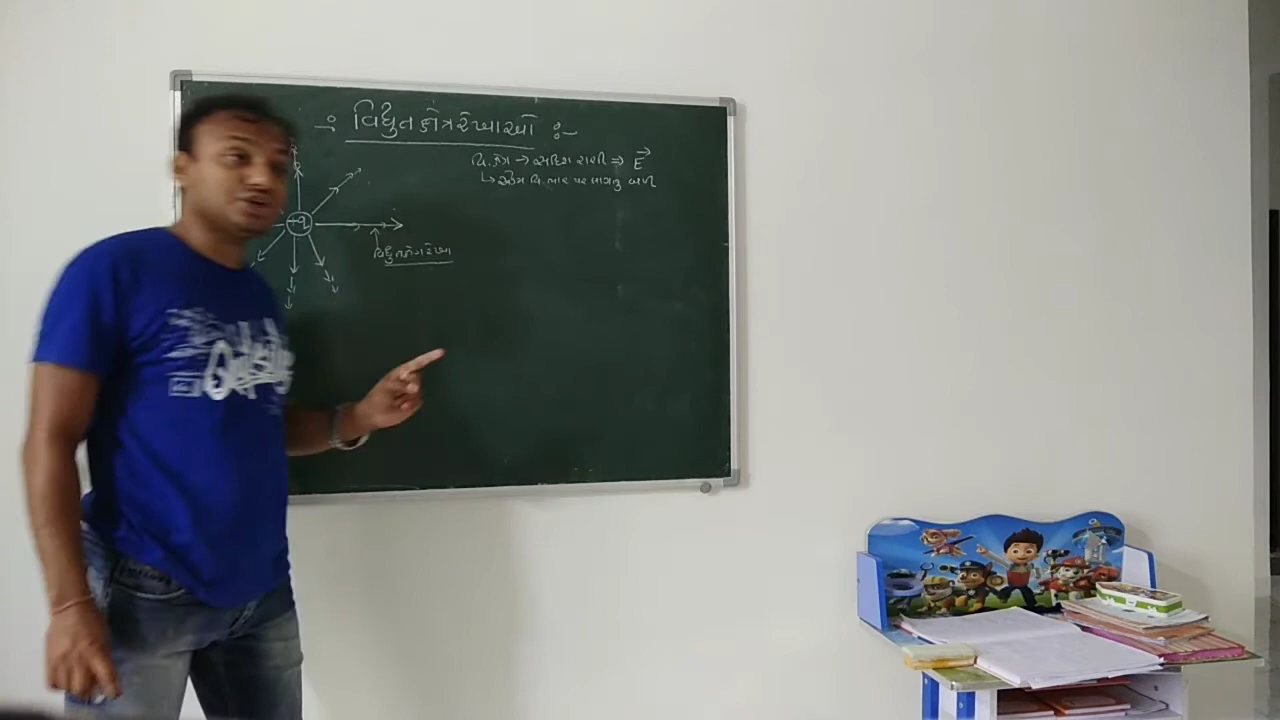 -: વિદ્યુતક્ષેત્રરેખાઓ :-
વિ.ક્ષેત્ર → સદિશ રાશી ⇒ E⃗
↳ એકમ વિ.ભાર પર લાગતુ બળ
+q
વિદ્યુતક્ષેત્રરેખા